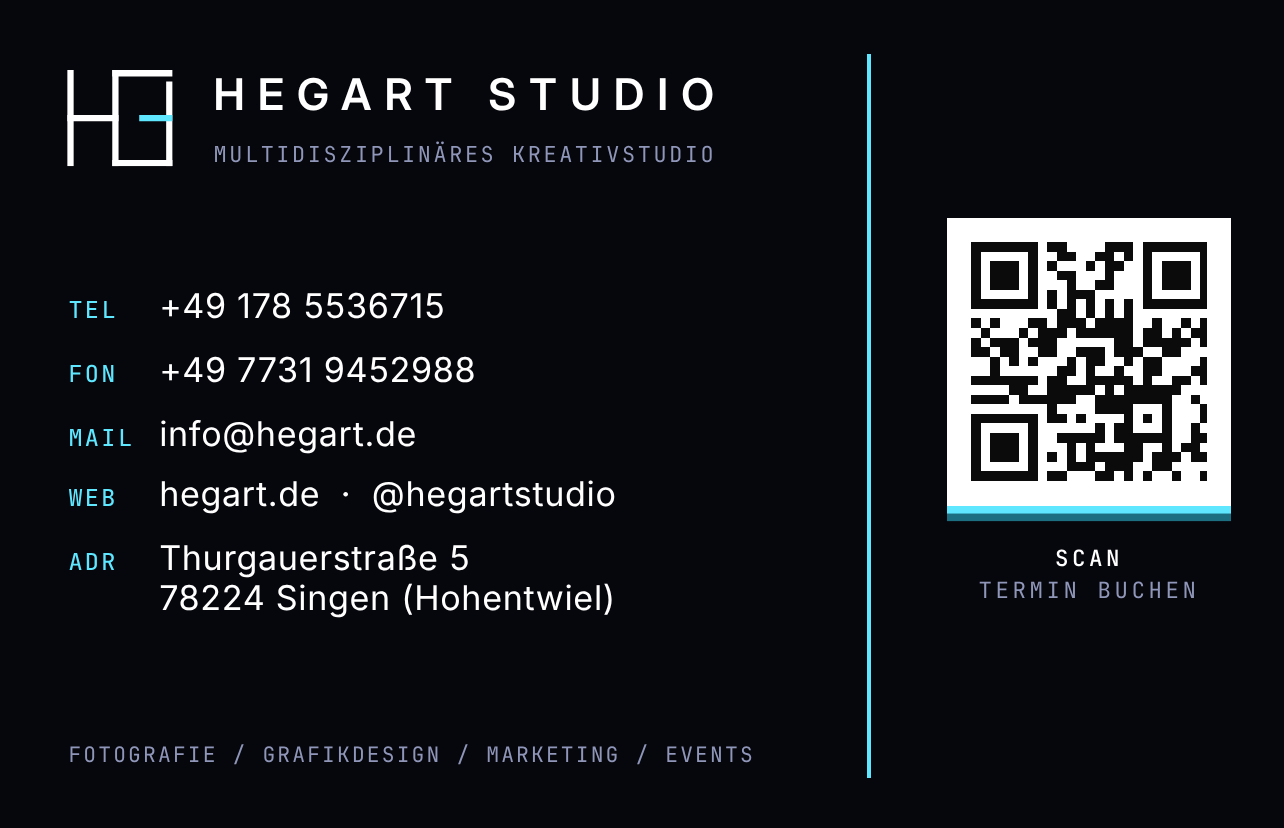 HG
HEGART STUDIO
MULTIDISZIPLINÄRES KREATIVSTUDIO
TEL +49 178 5536715
FON +49 7731 9452988
MAIL info@hegart.de
WEB hegart.de · @hegartstudio
ADR Thurgauerstraße 5
78224 Singen (Hohentwiel)
FOTOGRAFIE / GRAFIKDESIGN / MARKETING / EVENTS
SCAN
TERMIN BUCHEN